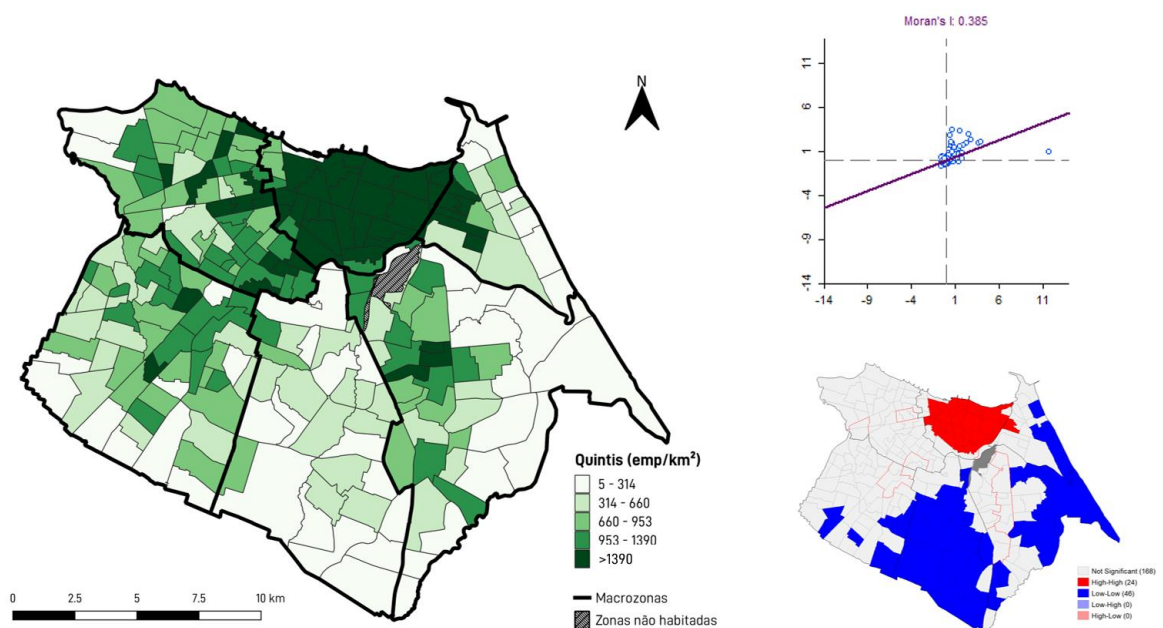 N
Quintis (emp/km²)
5 - 314
314 - 660
660 - 953
953 - 1390
>1390
Macrozonas
Zonas não habitadas
0 2.5 5 7.5 10 km
Moran's I: 0.385
11
6
1
-4
-9
-14
-14 -9 -4 1 6 11
Not Significant (168)
High-High (24)
Low-Low (46)
Low-High (0)
High-Low (0)